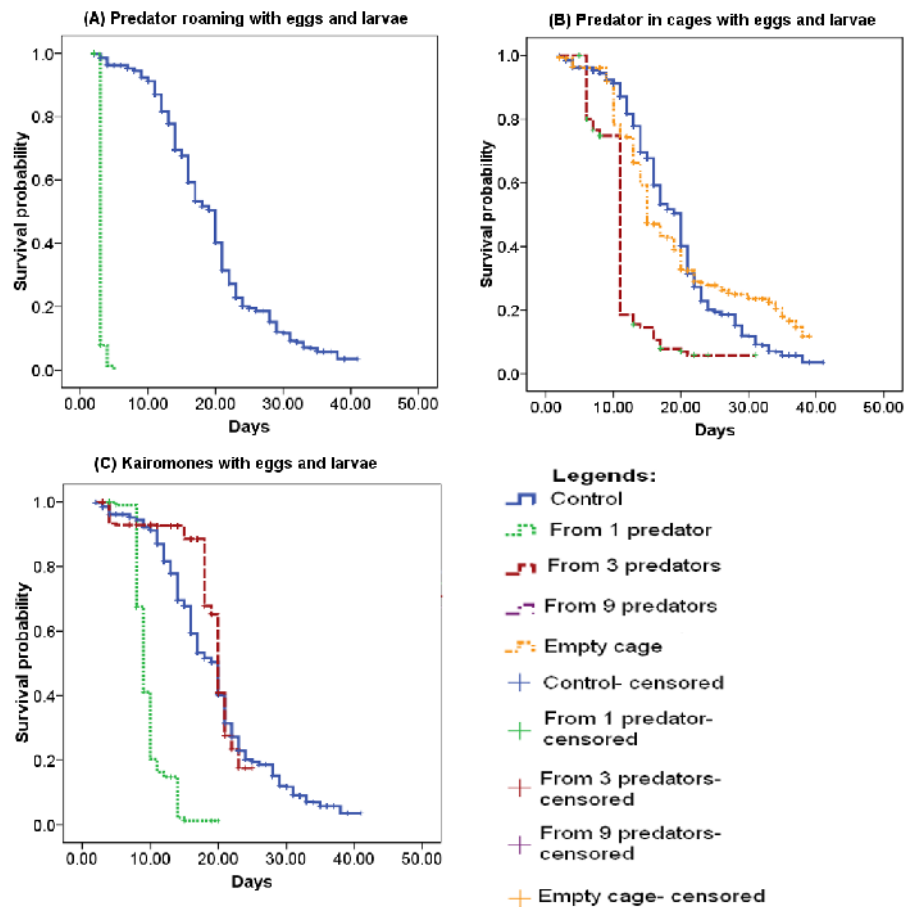 (A) Predator roaming with eggs and larvae
Survival probability
1.0
0.8
0.6
0.4
0.2
0.0
0.00 10.00 20.00 30.00 40.00 50.00
Days
(B) Predator in cages with eggs and larvae
Survival probability
1.0
0.8
0.6
0.4
0.2
0.0
0.00 10.00 20.00 30.00 40.00 50.00
Days
(C) Kairomones with eggs and larvae
Survival probability
1.0
0.8
0.6
0.4
0.2
0.0
0.00 10.00 20.00 30.00 40.00 50.00
Days
Legends:
Control
From 1 predator
From 3 predators
From 9 predators
Empty cage
Control- censored
From 1 predator-
censored
From 3 predators-
censored
From 9 predators-
censored
Empty cage- censored